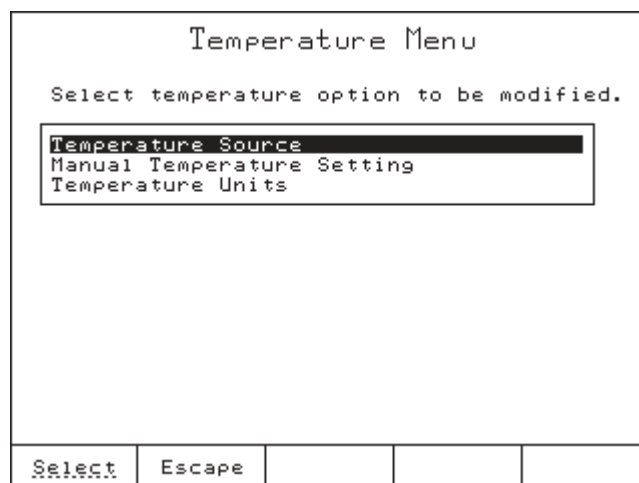 Temperature Menu
Select temperature option to be modified.
Temperature Source
Manual Temperature Setting
Temperature Units
Select Escape